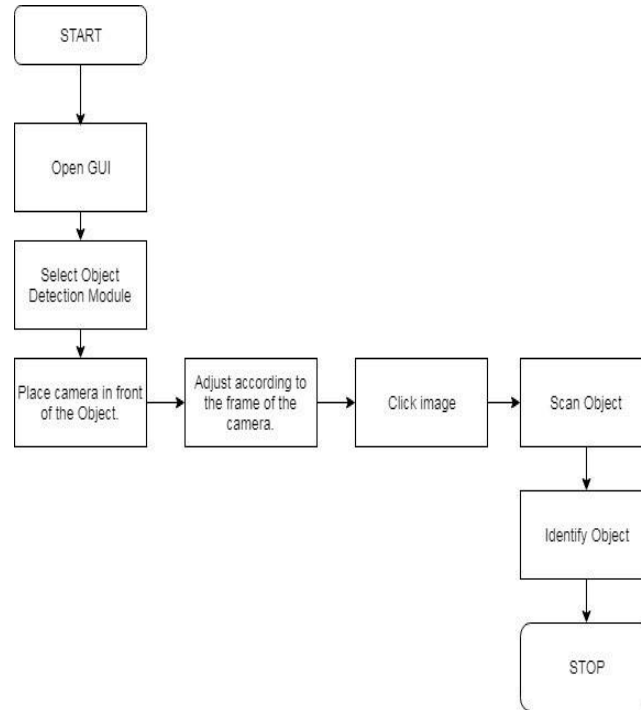 START
Open GUI
Select Object
Detection Module
Place camera in front
of the Object.
Adjust according to
the frame of the
camera.
Click image
Scan Object
Identify Object
STOP